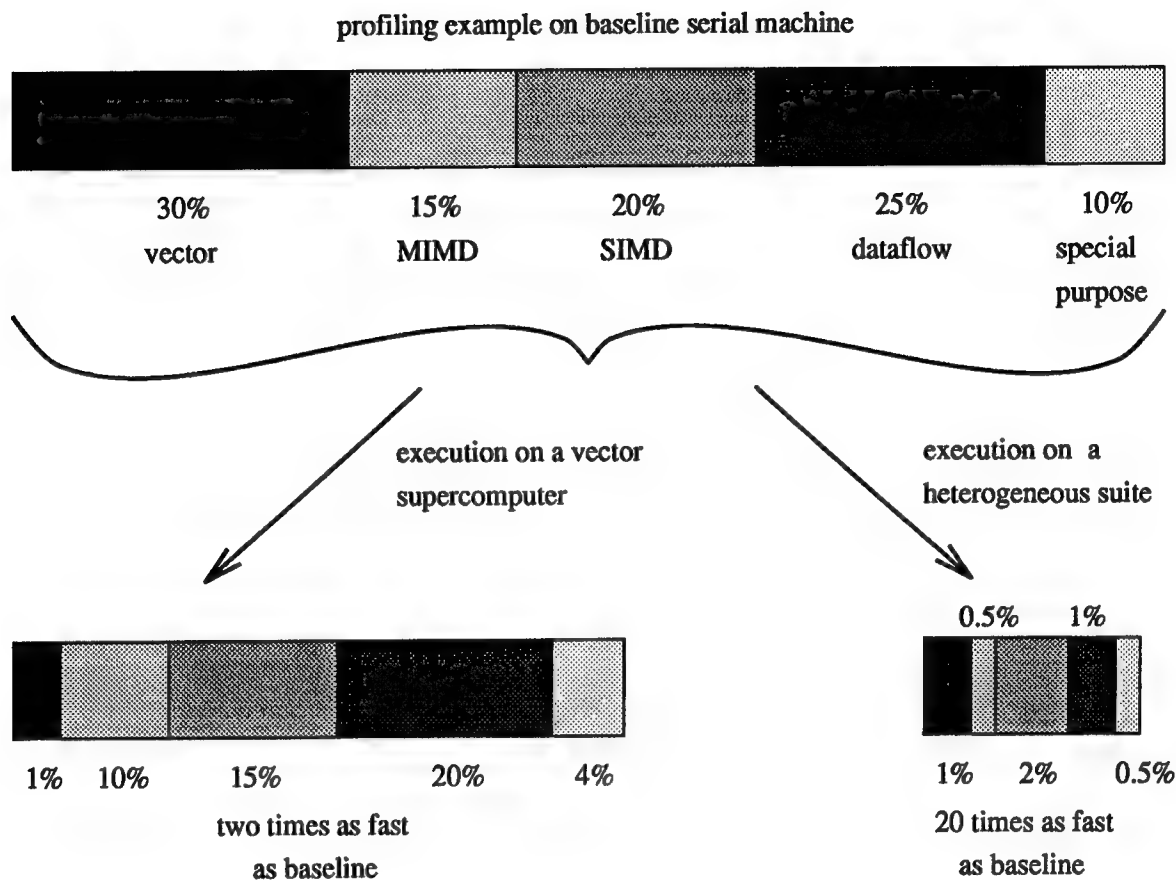 profiling example on baseline serial machine
30% 15% 20% 25% 10%
vector MIMD SIMD dataflow special
purpose
execution on a vector
supercomputer
execution on a
heterogeneous suite
0.5% 1%
1% 10% 15% 20% 4%
two times as fast
as baseline
1% 2% 0.5%
20 times as fast
as baseline